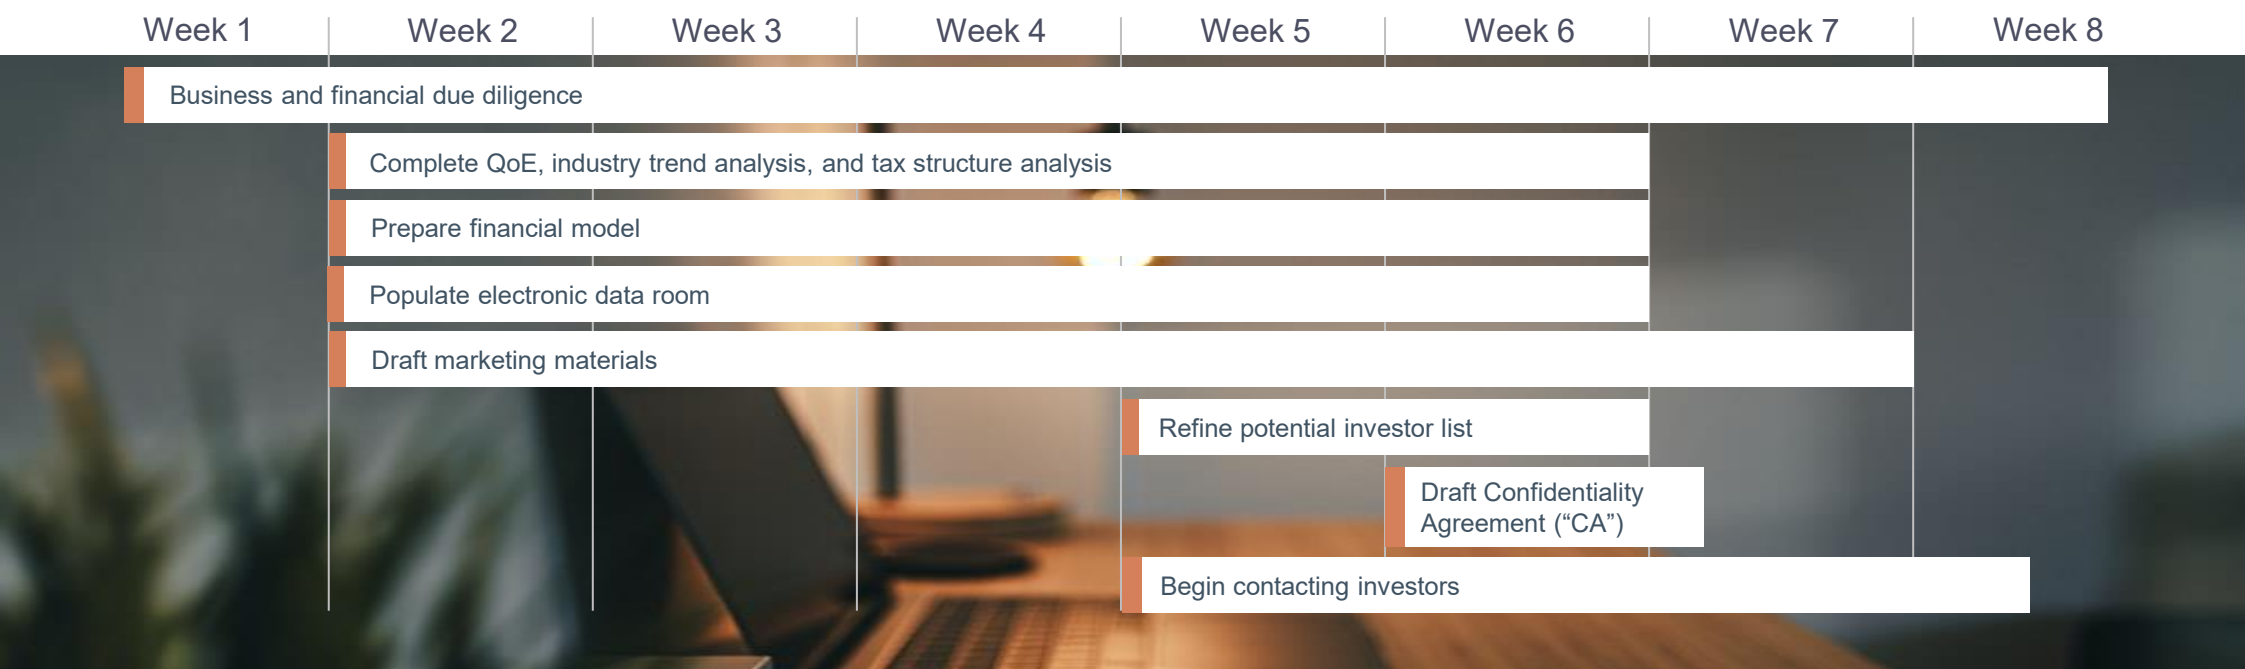 Week 1
Week 2
Week 3
Week 4
Week 5
Week 6
Week 7
Week 8
Business and financial due diligence
Complete QoE, industry trend analysis, and tax structure analysis
Prepare financial model
Populate electronic data room
Draft marketing materials
Refine potential investor list
Draft Confidentiality
Agreement (“CA”)
Begin contacting investors